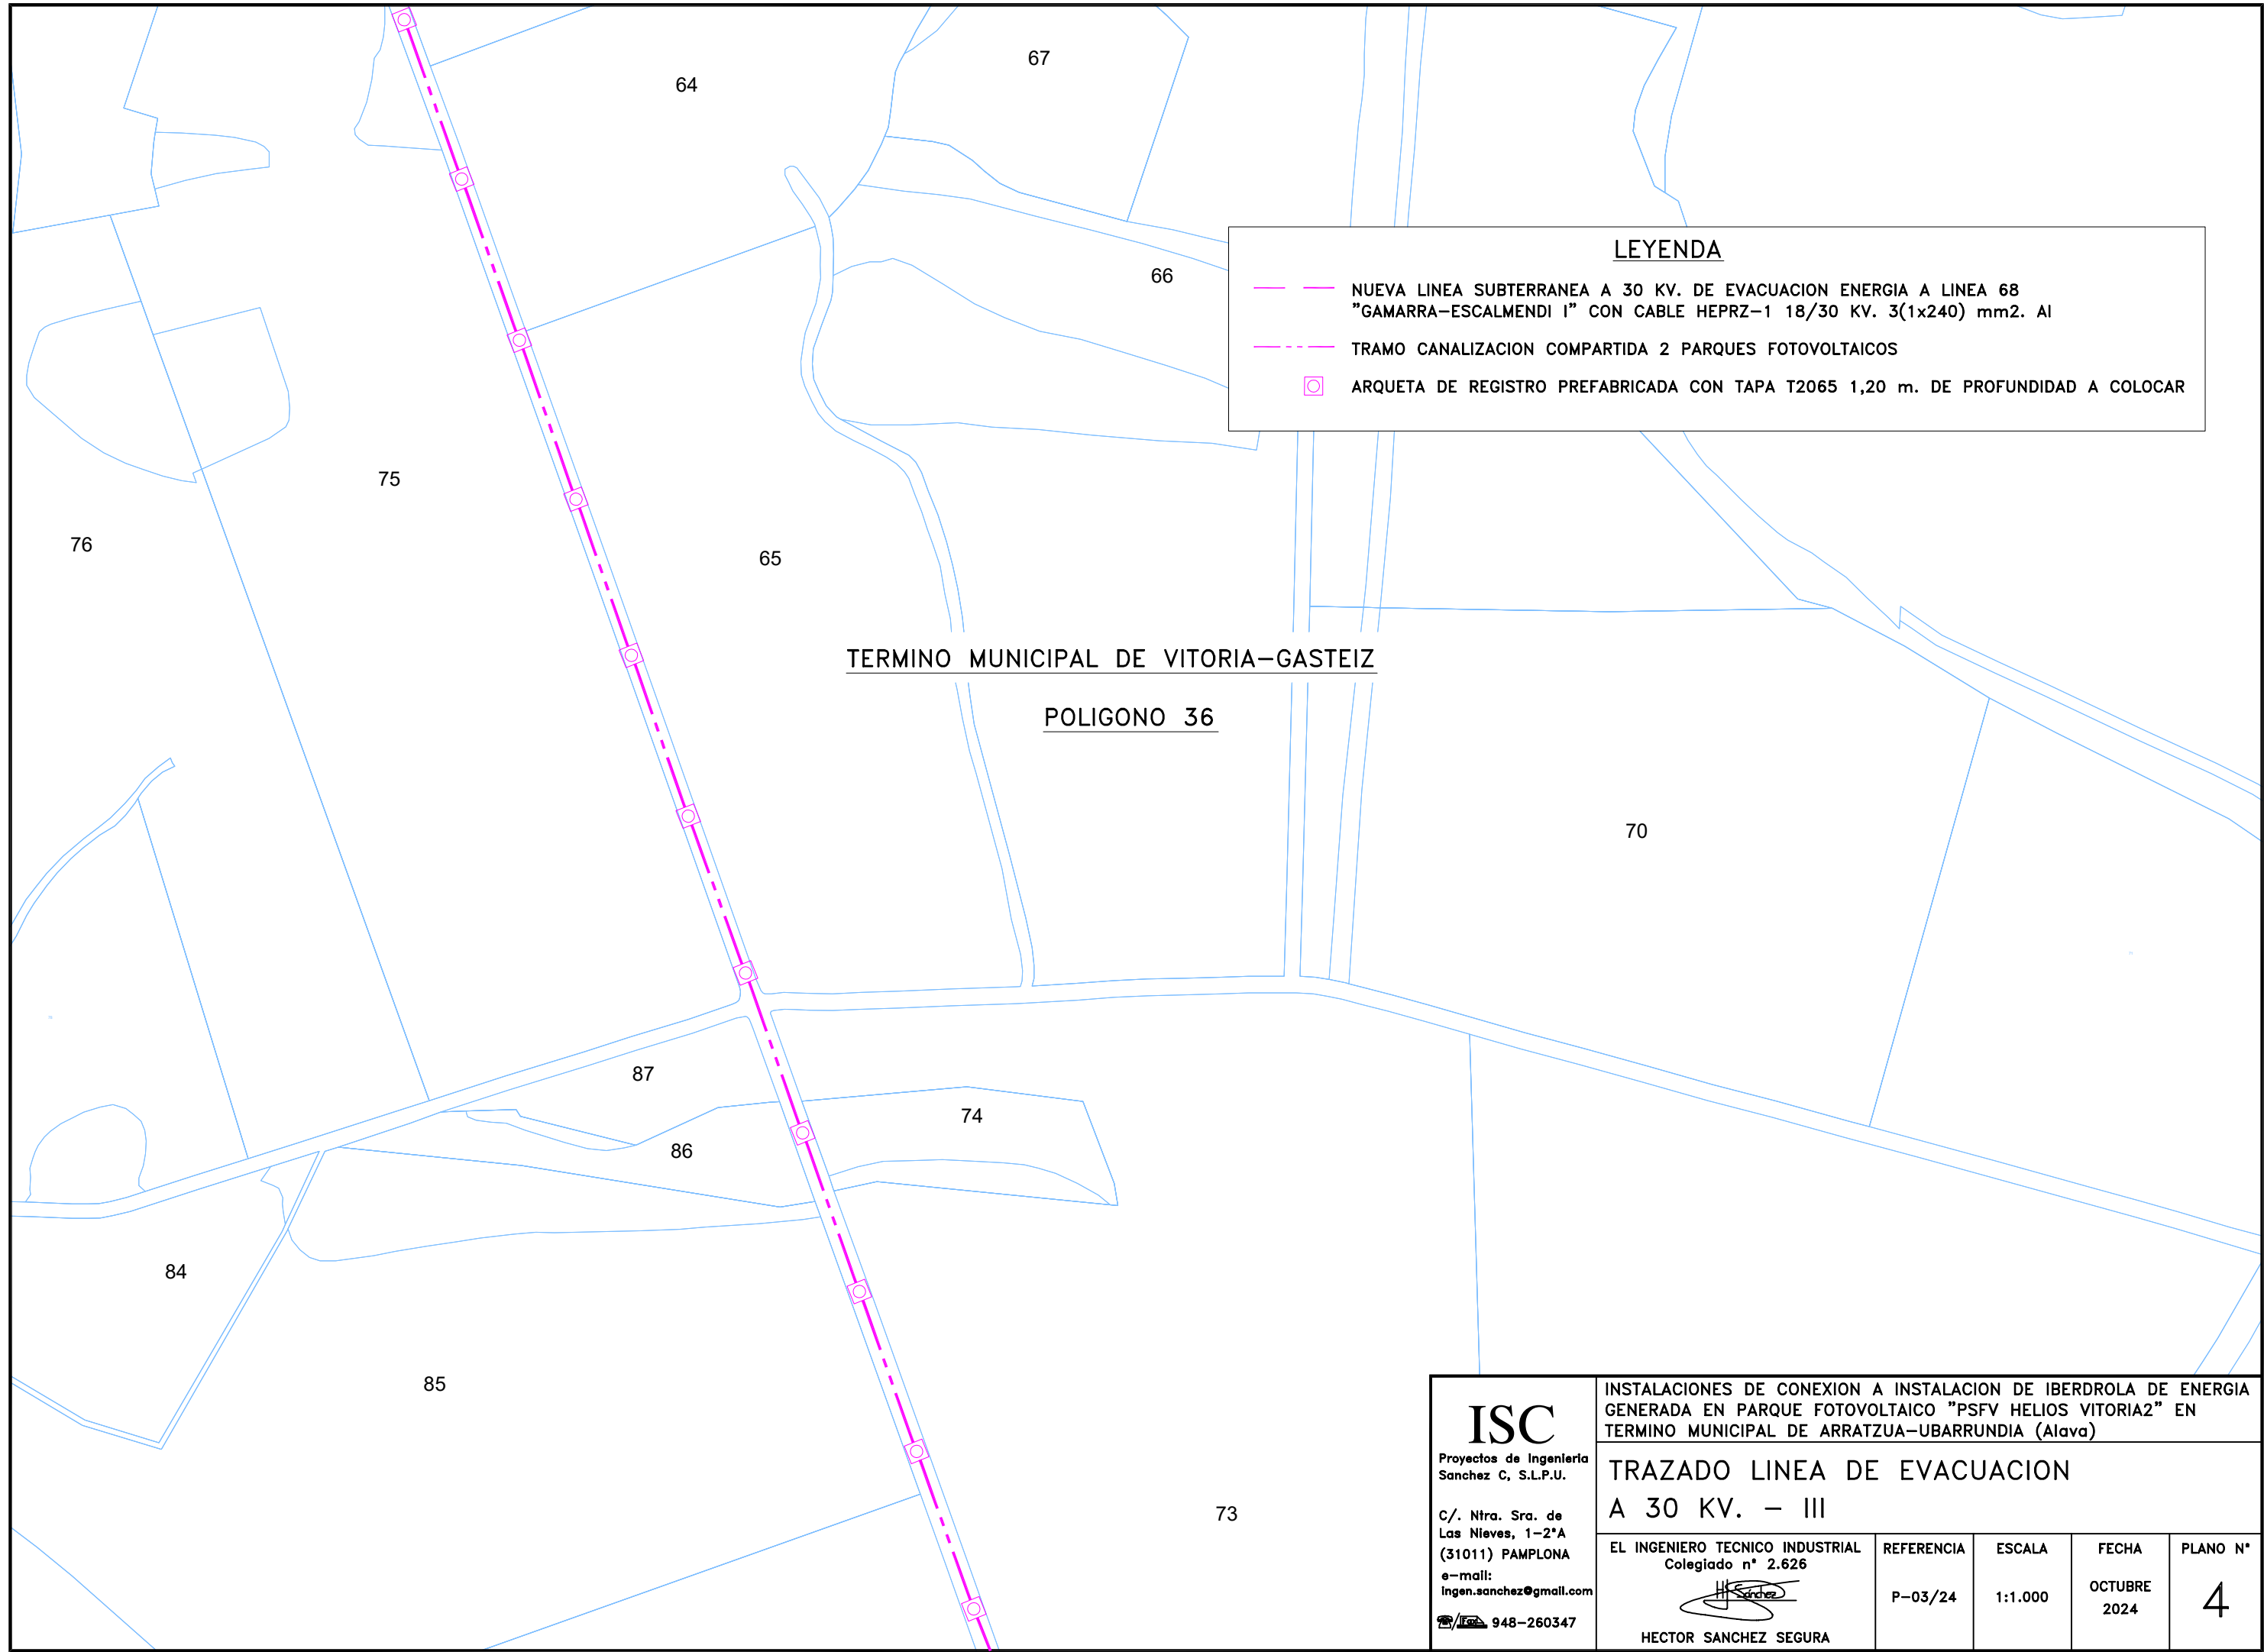 64
67
66
LEYENDA
NUEVA LINEA SUBTERRANEA A 30 KV. DE EVACUACION ENERGIA A LINEA 68
"GAMARRA-ESCALMENDI I" CON CABLE HEPRZ-1 18/30 KV. 3(1x240) mm2. Al
TRAMO CANALIZACION COMPARTIDA 2 PARQUES FOTOVOLTAICOS
ARQUETA DE REGISTRO PREFABRICADA CON TAPA T2065 1,20 m. DE PROFUNDIDAD A COLOCAR
75
76
65
TERMINO MUNICIPAL DE VITORIA-GASTEIZ
POLIGONO 36
70
87
74
86
84
85
73
ISC
Proyectos de Ingenieria
Sanchez C, S.L.P.U.
C/. Ntra. Sra. de
Las Nieves, 1-2ºA
(31011) PAMPLONA
e-mail:
ingen.sanchez@gmail.com
☎/Fax 948-260347
INSTALACIONES DE CONEXION A INSTALACION DE IBERDROLA DE ENERGIA
GENERADA EN PARQUE FOTOVOLTAICO "PSFV HELIOS VITORIA2" EN
TERMINO MUNICIPAL DE ARRATZUA-UBARRUNDIA (Alava)
TRAZADO LINEA DE EVACUACION
A 30 KV. - III
EL INGENIERO TECNICO INDUSTRIAL
Colegiado nº 2.626
H Sánchez
HECTOR SANCHEZ SEGURA
REFERENCIA
P-03/24
ESCALA
1:1.000
FECHA
OCTUBRE
2024
PLANO Nº
4